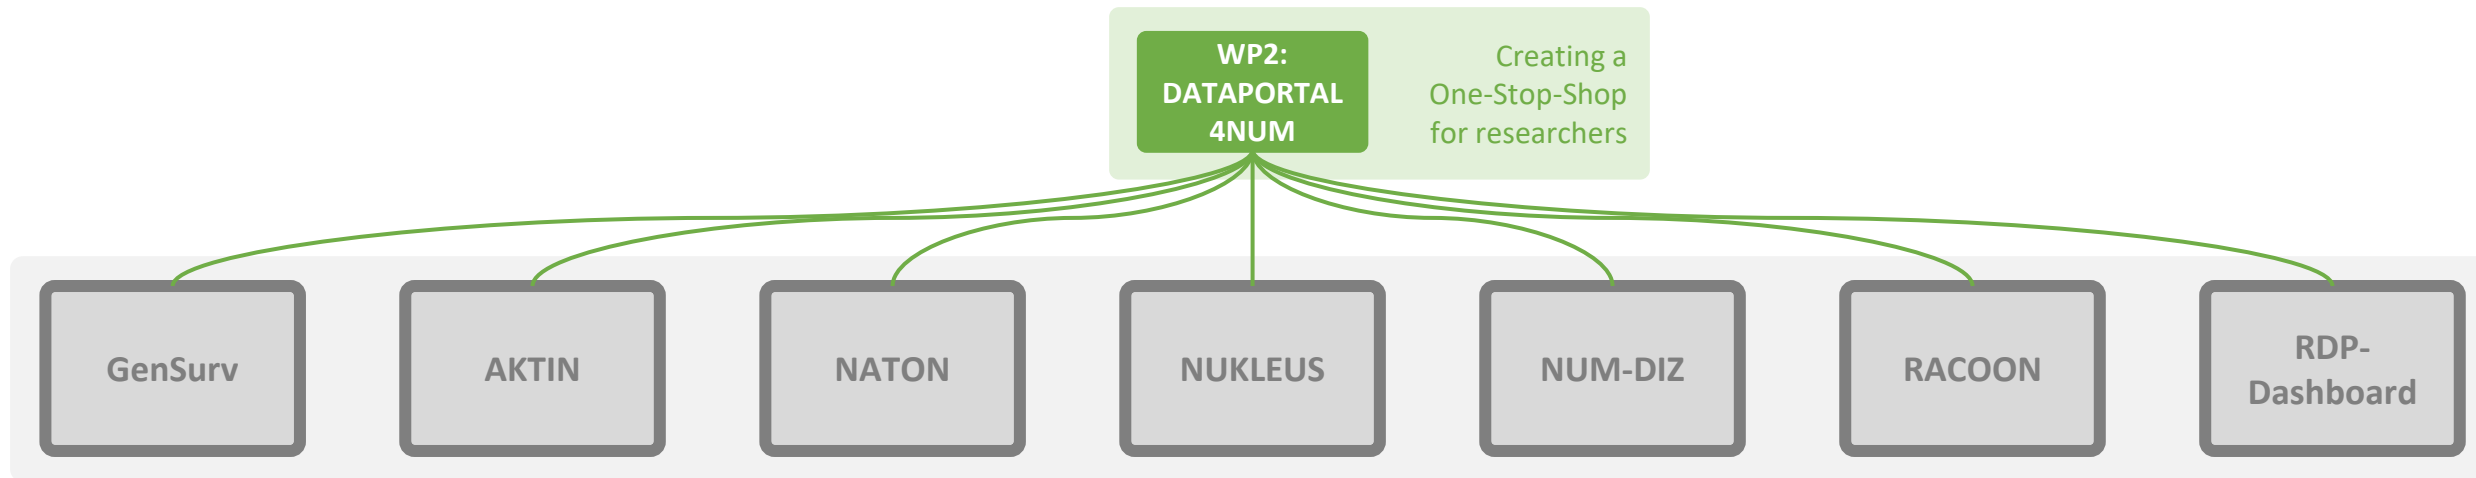 WP2:
DATAPORTAL
4NUM
Creating a
One-Stop-Shop
for researchers
GenSurv
AKTIN
NATON
NUKLEUS
NUM-DIZ
RACOON
RDP-
Dashboard